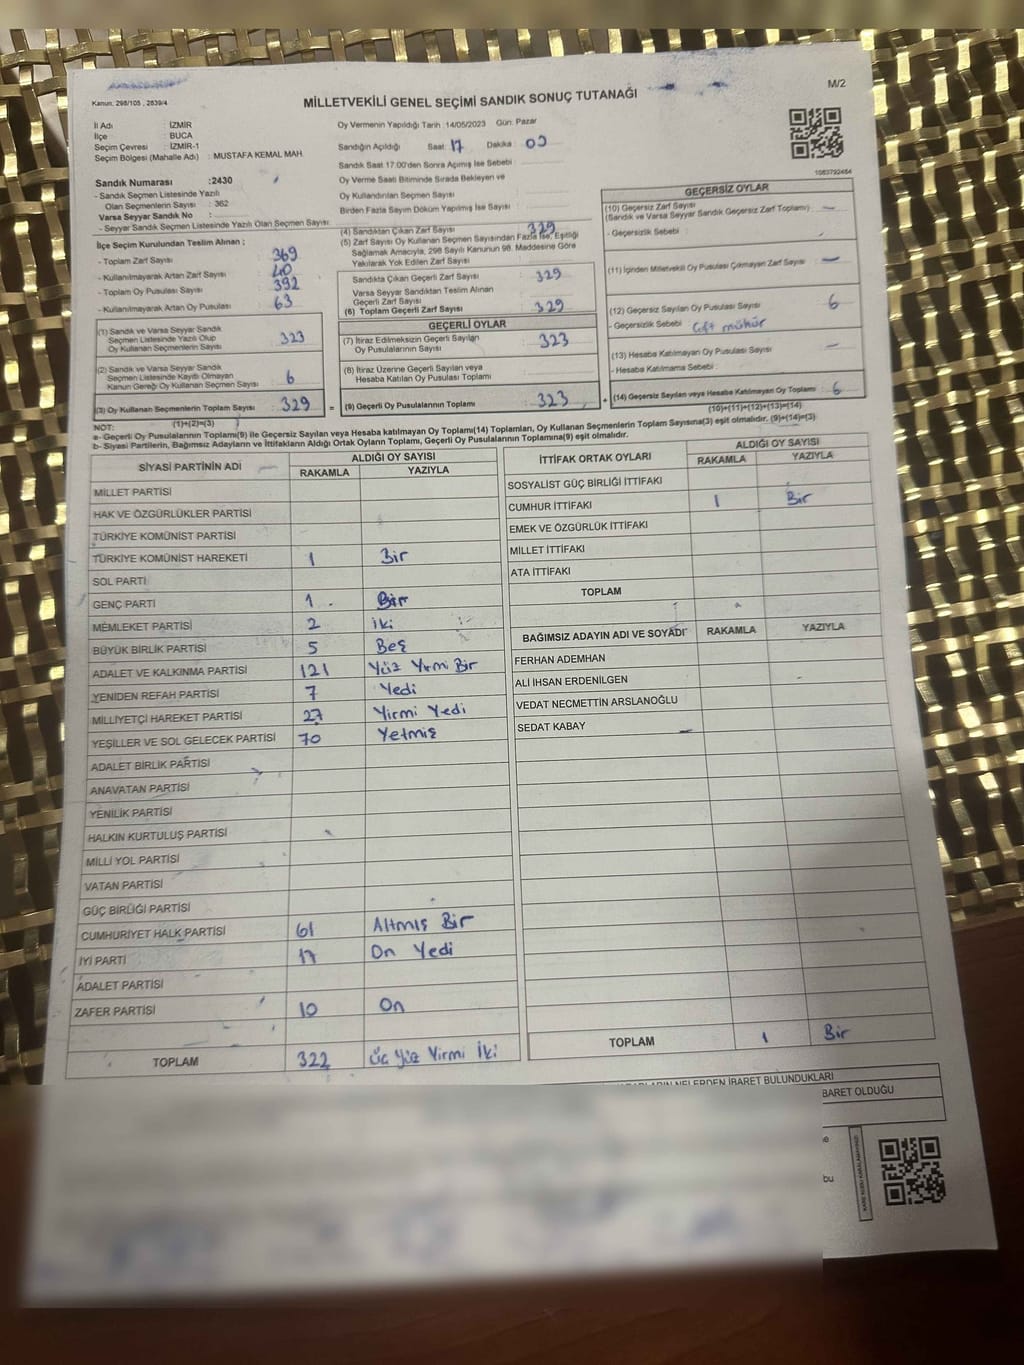 Kanun: 298/105 , 2839/4
MİLLETVEKİLİ GENEL SEÇİMİ SANDIK SONUÇ TUTANAĞI
M/2
İl Adı : İZMİR
İlçe : BUCA
Seçim Çevresi : İZMİR-1
Seçim Bölgesi (Mahalle Adı) : MUSTAFA KEMAL MAH.
Sandık Numarası : 2430
- Sandık Seçmen Listesinde Yazılı
Olan Seçmenlerin Sayısı : 362
Varsa Seyyar Sandık No :
- Seyyar Sandık Seçmen Listesinde Yazılı Olan Seçmen Sayısı:
İlçe Seçim Kurulundan Teslim Alınan ;
- Toplam Zarf Sayısı 369
- Kullanılmayarak Artan Zarf Sayısı 40
- Toplam Oy Pusulası Sayısı 392
- Kullanılmayarak Artan Oy Pusulası : 63
Oy Vermenin Yapıldığı Tarih :14/05/2023 Gün: Pazar
Sandığın Açıldığı Saat: 17 Dakika : 00
Sandık Saat 17:00'den Sonra Açılmış İse Sebebi :
Oy Verme Saati Bitiminde Sırada Bekleyen ve
Oy Kullandırılan Seçmen Sayısı :
Birden Fazla Sayım Döküm Yapılmış İse Sayısı :
(4) Sandıktan Çıkan Zarf Sayısı : 329
(5) Zarf Sayısı Oy Kullanan Seçmen Sayısından Fazla İse, Eşitliği
Sağlamak Amacıyla, 298 Sayılı Kanunun 98. Maddesine Göre
Yakılarak Yok Edilen Zarf Sayısı
Sandıkta Çıkan Geçerli Zarf Sayısı : 329
Varsa Seyyar Sandıktan Teslim Alınan
Geçerli Zarf Sayısı :
(6) Toplam Geçerli Zarf Sayısı : 329
1083792464
GEÇERSİZ OYLAR
(10) Geçersiz Zarf Sayısı :
(Sandık ve Varsa Seyyar Sandık Geçersiz Zarf Toplamı) -
- Geçersizlik Sebebi :
(11) İçinden Milletvekili Oy Pusulası Çıkmayan Zarf Sayısı : -
(12) Geçersiz Sayılan Oy Pusulası Sayısı : 6
- Geçersizlik Sebebi Çift mühür
(13) Hesaba Katılmayan Oy Pusulası Sayısı : -
- Hesaba Katılmama Sebebi :
(14) Geçersiz Sayılan veya Hesaba Katılmayan Oy Toplamı : 6
(10)+(11)+(12)+(13)=(14)
(1) Sandık ve Varsa Seyyar Sandık
Seçmen Listesinde Yazılı Olup
Oy Kullanan Seçmenlerin Sayısı : 323
(2) Sandık ve Varsa Seyyar Sandık
Seçmen Listesinde Kayıtlı Olmayan
Kanun Gereği Oy Kullanan Seçmen Sayısı : 6
(3) Oy Kullanan Seçmenlerin Toplam Sayısı : 329
(1)+(2)=(3)
GEÇERLİ OYLAR
(7) İtiraz Edilmeksizin Geçerli Sayılan
Oy Pusulalarının Sayısı : 323
(8) İtiraz Üzerine Geçerli Sayılan veya
Hesaba Katılan Oy Pusulası Toplamı :
= (9) Geçerli Oy Pusulalarının Toplamı : 323 +
NOT:
a- Geçerli Oy Pusulalarının Toplamı(9) ile Geçersiz Sayılan veya Hesaba katılmayan Oy Toplamı(14) Toplamları, Oy Kullanan Seçmenlerin Toplam Sayısına(3) eşit olmalıdır. (9)+(14)=(3)
b- Siyasi Partilerin, Bağımsız Adayların ve İttifakların Aldığı Ortak Oyların Toplamı, Geçerli Oy Pusulalarının Toplamına(9) eşit olmalıdır.
SİYASİ PARTİNİN ADI ALDIĞI OY SAYISI
RAKAMLA YAZIYLA
MİLLET PARTİSİ
HAK VE ÖZGÜRLÜKLER PARTİSİ
TÜRKİYE KOMÜNİST PARTİSİ
TÜRKİYE KOMÜNİST HAREKETİ 1 Bir
SOL PARTİ
GENÇ PARTİ 1 Bir
MEMLEKET PARTİSİ 2 iki
BÜYÜK BİRLİK PARTİSİ 5 Beş
ADALET VE KALKINMA PARTİSİ 121 Yüz Yirmi Bir
YENİDEN REFAH PARTİSİ 7 Yedi
MİLLİYETÇİ HAREKET PARTİSİ 27 Yirmi Yedi
YEŞİLLER VE SOL GELECEK PARTİSİ 70 Yetmiş
ADALET BİRLİK PARTİSİ
ANAVATAN PARTİSİ
YENİLİK PARTİSİ
HALKIN KURTULUŞ PARTİSİ
MİLLİ YOL PARTİSİ
VATAN PARTİSİ
GÜÇ BİRLİĞİ PARTİSİ
CUMHURİYET HALK PARTİSİ 61 Altmış Bir
İYİ PARTİ 17 On Yedi
ADALET PARTİSİ
ZAFER PARTİSİ 10 On
TOPLAM 322 Üç Yüz Yirmi İki
İTTİFAK ORTAK OYLARI ALDIĞI OY SAYISI
RAKAMLA YAZIYLA
SOSYALİST GÜÇ BİRLİĞİ İTTİFAKI
CUMHUR İTTİFAKI 1 Bir
EMEK VE ÖZGÜRLÜK İTTİFAKI
MİLLET İTTİFAKI
ATA İTTİFAKI
TOPLAM
BAĞIMSIZ ADAYIN ADI VE SOYADI RAKAMLA YAZIYLA
FERHAN ADEMHAN
ALİ İHSAN ERDENİLGEN
VEDAT NECMETTİN ARSLANOĞLU
SEDAT KABAY
TOPLAM 1 Bir
NELERDEN İBARET BULUNDUKLARI
İBARET OLDUĞU
bu